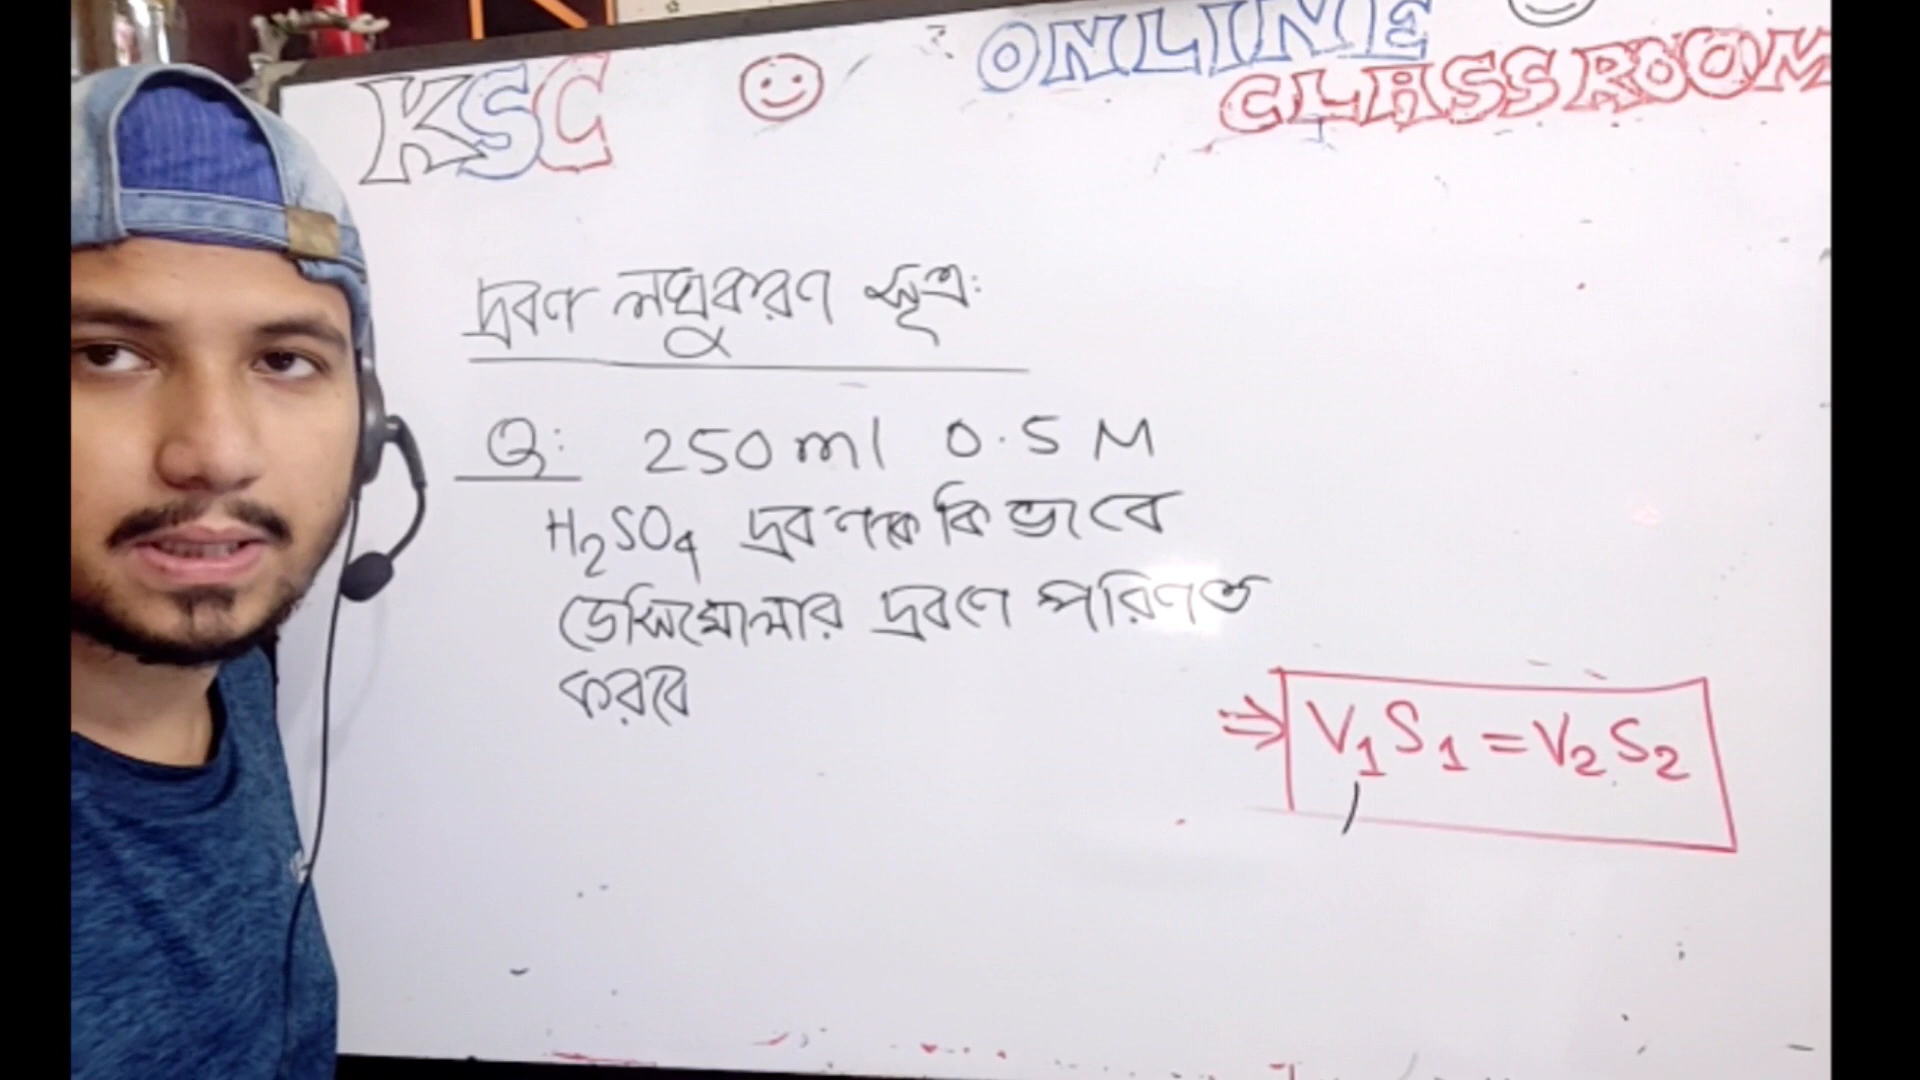 KSC
ONLINE
CLASSROOM
দ্রবণ লঘুকরণ সূত্র:
Q: 250 ml 0.5 M
H₂SO₄ দ্রবণকে কিভাবে
ডেসিমোলার দ্রবণে পরিণত
করবে
⇒ V₁S₁ = V₂S₂